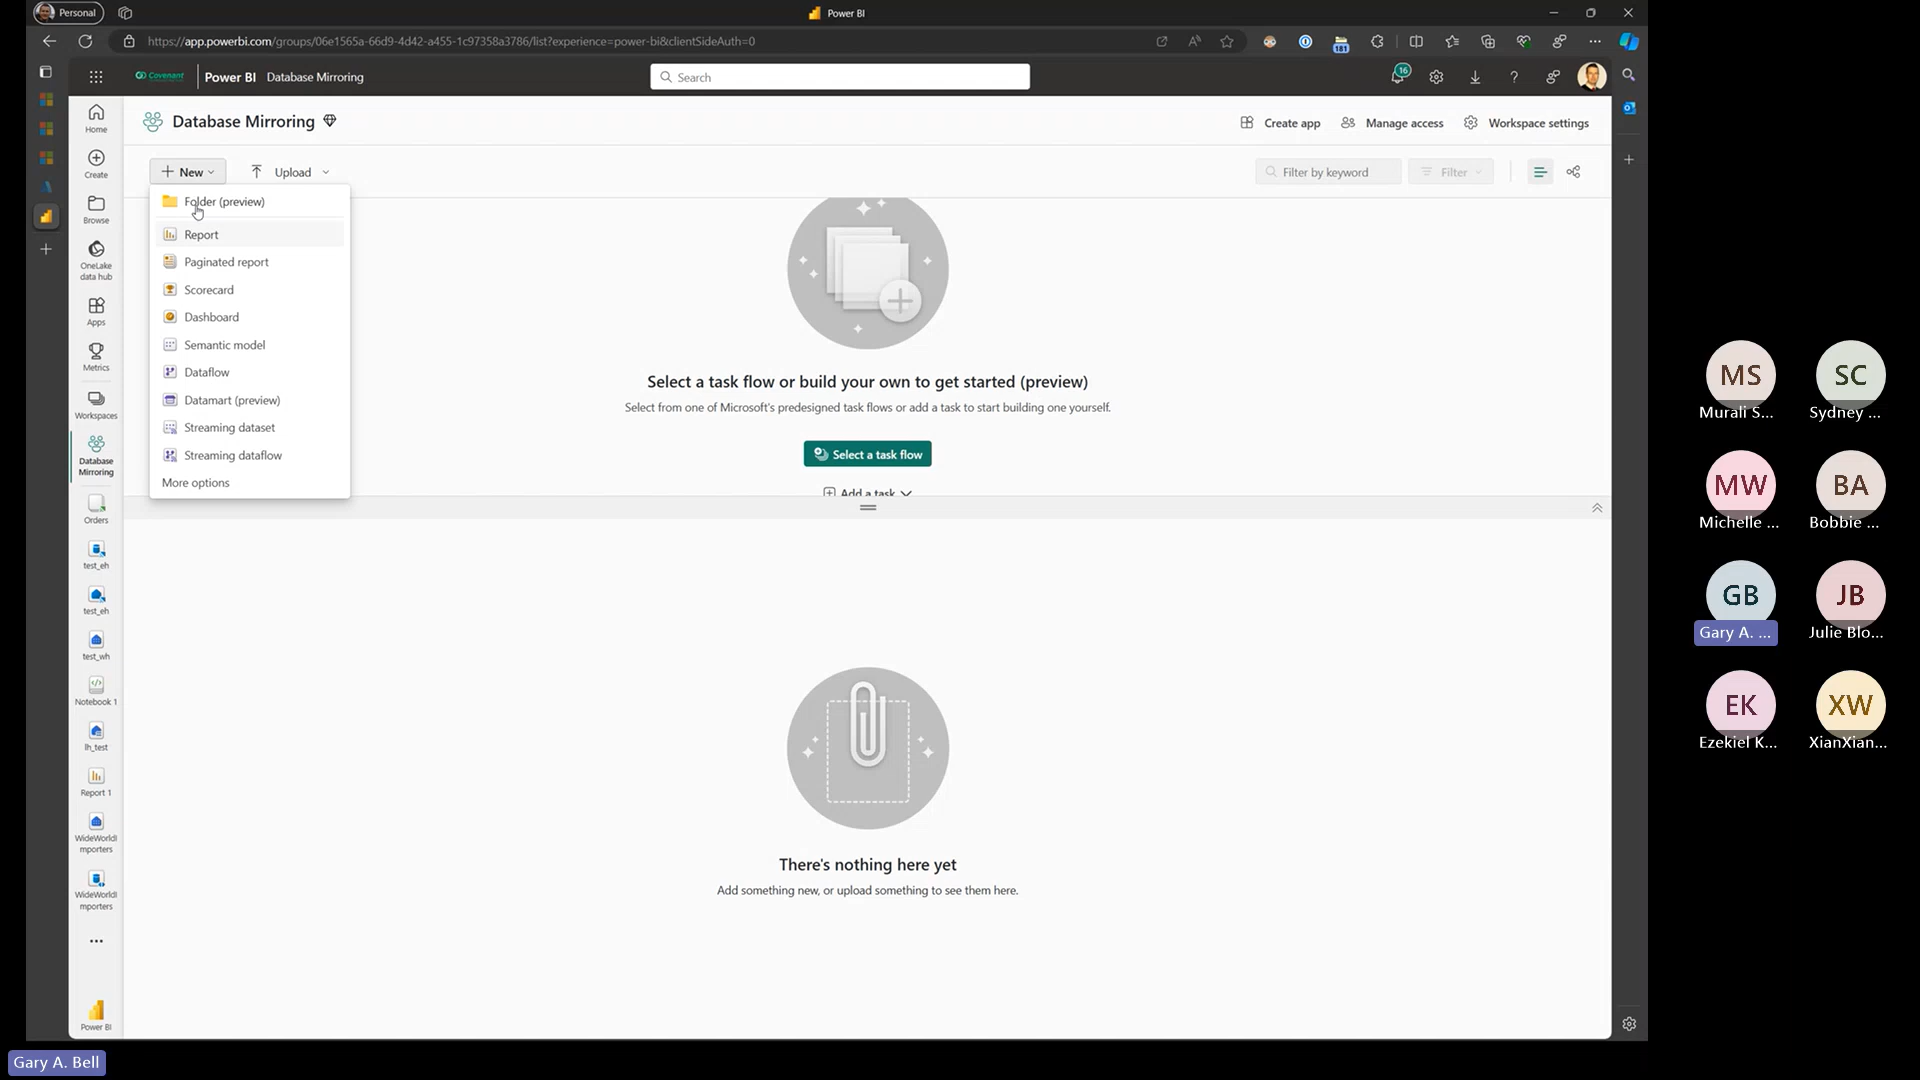 Personal
Power BI
https://app.powerbi.com/groups/06e1565a-66d9-4d42-a455-1c97358a3786/list?experience=power-bi&clientSideAuth=0
181
Covenant
Power BI Database Mirroring
Search
16
Home
Create
Browse
OneLake
data hub
Apps
Metrics
Workspaces
Database
Mirroring
Orders
test_eh
test_eh
test_wh
Notebook 1
lh_test
Report 1
WideWorldI
mporters
WideWorldI
mporters
Power BI
Database Mirroring
Create app
Manage access
Workspace settings
New
Upload
Filter by keyword
Filter
Folder (preview)
Report
Paginated report
Scorecard
Dashboard
Semantic model
Dataflow
Datamart (preview)
Streaming dataset
Streaming dataflow
More options
Select a task flow or build your own to get started (preview)
Select from one of Microsoft's predesigned task flows or add a task to start building one yourself.
Select a task flow
Add a task
There's nothing here yet
Add something new, or upload something to see them here.
MS
Murali S...
SC
Sydney ...
MW
Michelle ...
BA
Bobbie ...
GB
Gary A. ...
JB
Julie Blo...
EK
Ezekiel K...
XW
XianXian...
Gary A. Bell